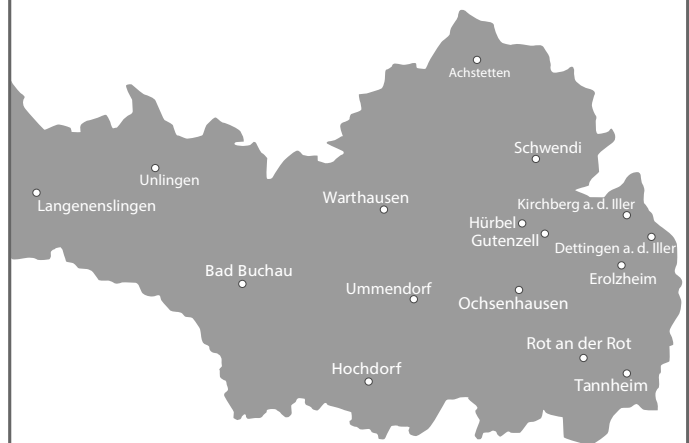 Achstetten
Schwendi
Unlingen
Langenenslingen
Warthausen
Kirchberg a. d. Iller
Hürbel
Gutenzell
Dettingen a. d. Iller
Bad Buchau
Erolzheim
Ummendorf
Ochsenhausen
Rot an der Rot
Hochdorf
Tannheim